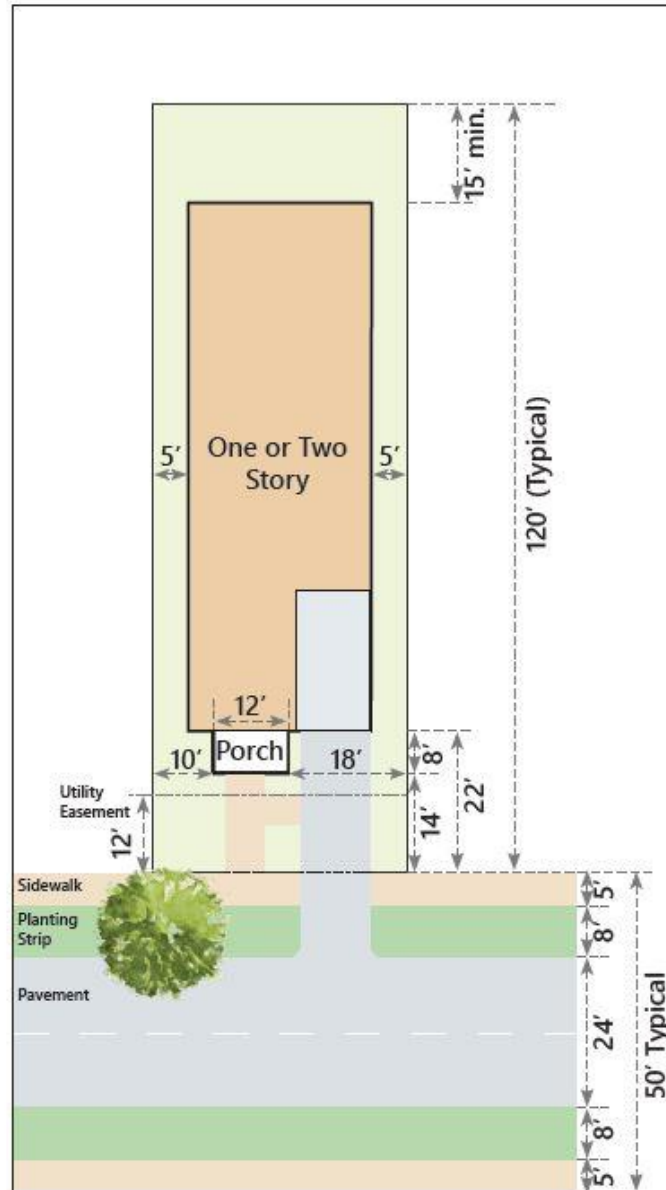 15' min.
120' (Typical)
5'
One or Two
Story
5'
12'
Porch
10'
18'
8'
22'
14'
Utility
Easement
12'
Sidewalk
5'
Planting
Strip
8'
Pavement
24'
50' Typical
8'
5'